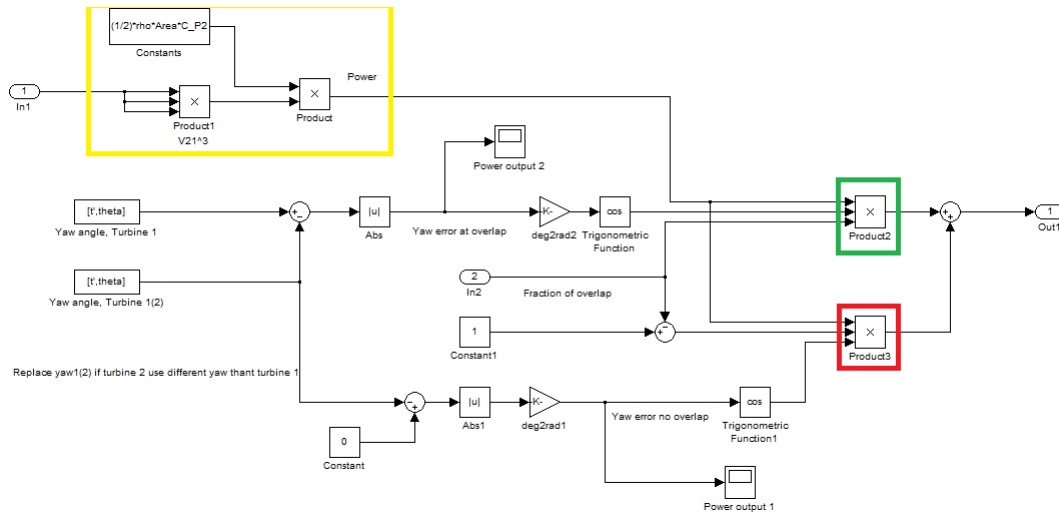 (1/2)*rho*Area*C_P2
Constants
Power
1
In1
×
Product1
V21^3
×
Product
Power output 2
[t',theta]
Yaw angle, Turbine 1
|u|
Abs
Yaw error at overlap
-K-
deg2rad2
cos
Trigonometric
Function
×
Product2
1
Out1
[t',theta]
Yaw angle, Turbine 1(2)
2
In2
Fraction of overlap
1
Constant1
×
Product3
Replace yaw1(2) if turbine 2 use different yaw thant turbine 1
0
Constant
|u|
Abs1
-K-
deg2rad1
Yaw error no overlap
cos
Trigonometric
Function1
Power output 1